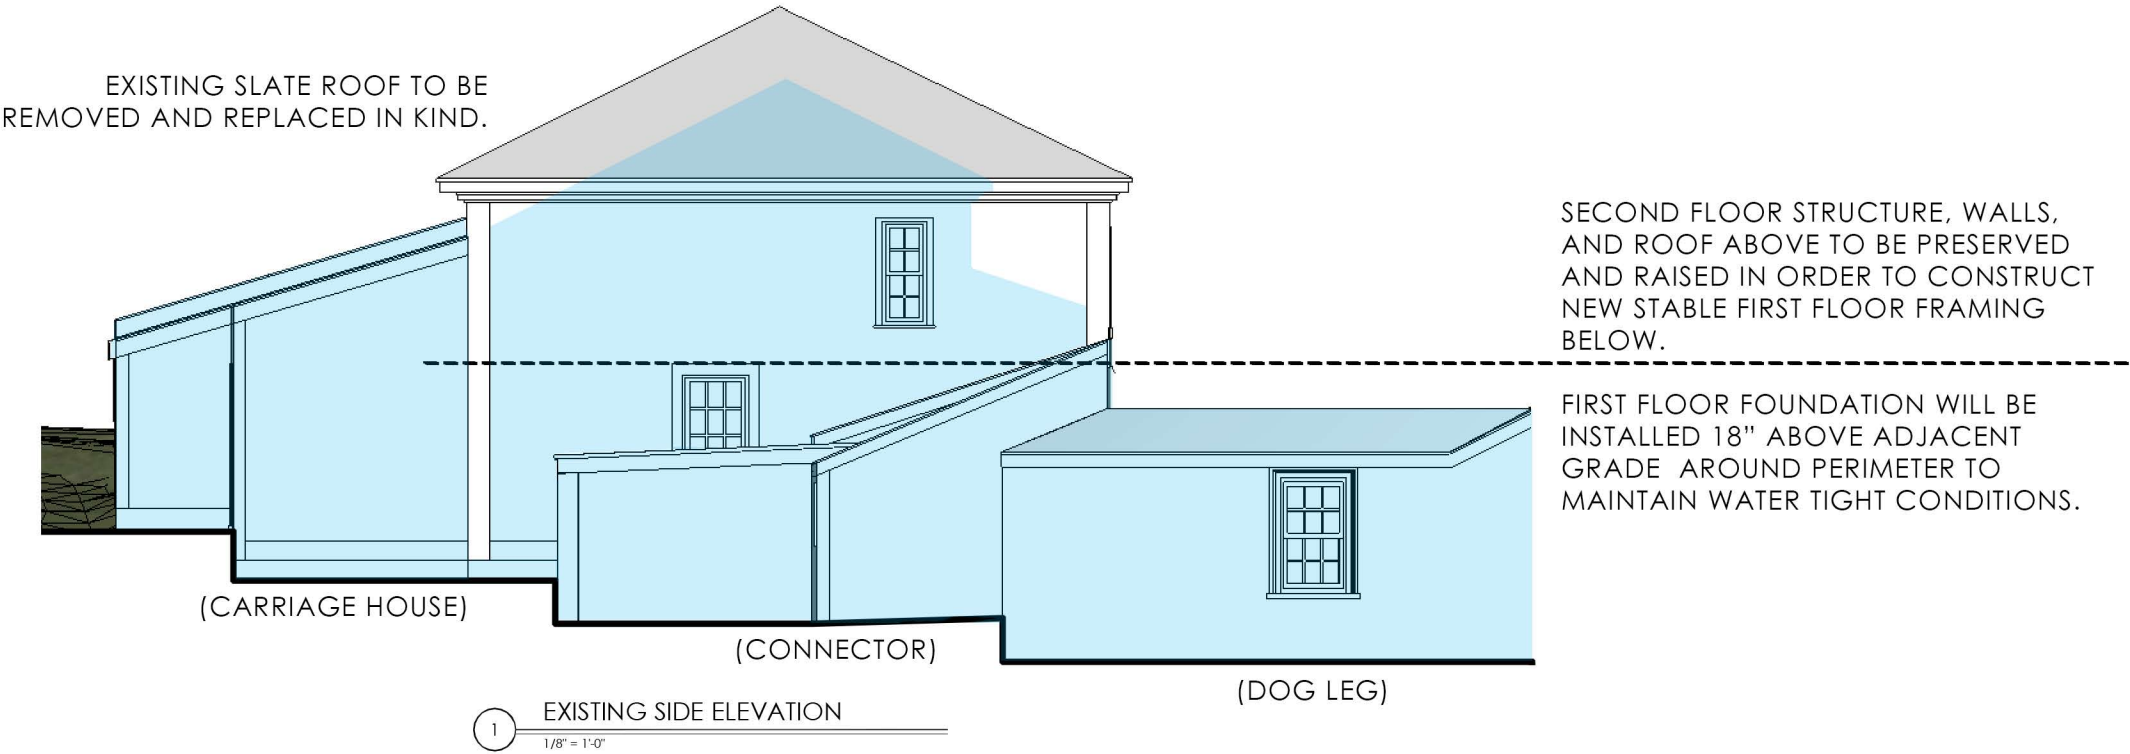 EXISTING SLATE ROOF TO BE
REMOVED AND REPLACED IN KIND.
SECOND FLOOR STRUCTURE, WALLS,
AND ROOF ABOVE TO BE PRESERVED
AND RAISED IN ORDER TO CONSTRUCT
NEW STABLE FIRST FLOOR FRAMING
BELOW.
FIRST FLOOR FOUNDATION WILL BE
INSTALLED 18” ABOVE ADJACENT
GRADE AROUND PERIMETER TO
MAINTAIN WATER TIGHT CONDITIONS.
(CARRIAGE HOUSE)
(CONNECTOR)
(DOG LEG)
1
EXISTING SIDE ELEVATION
1/8" = 1'-0"